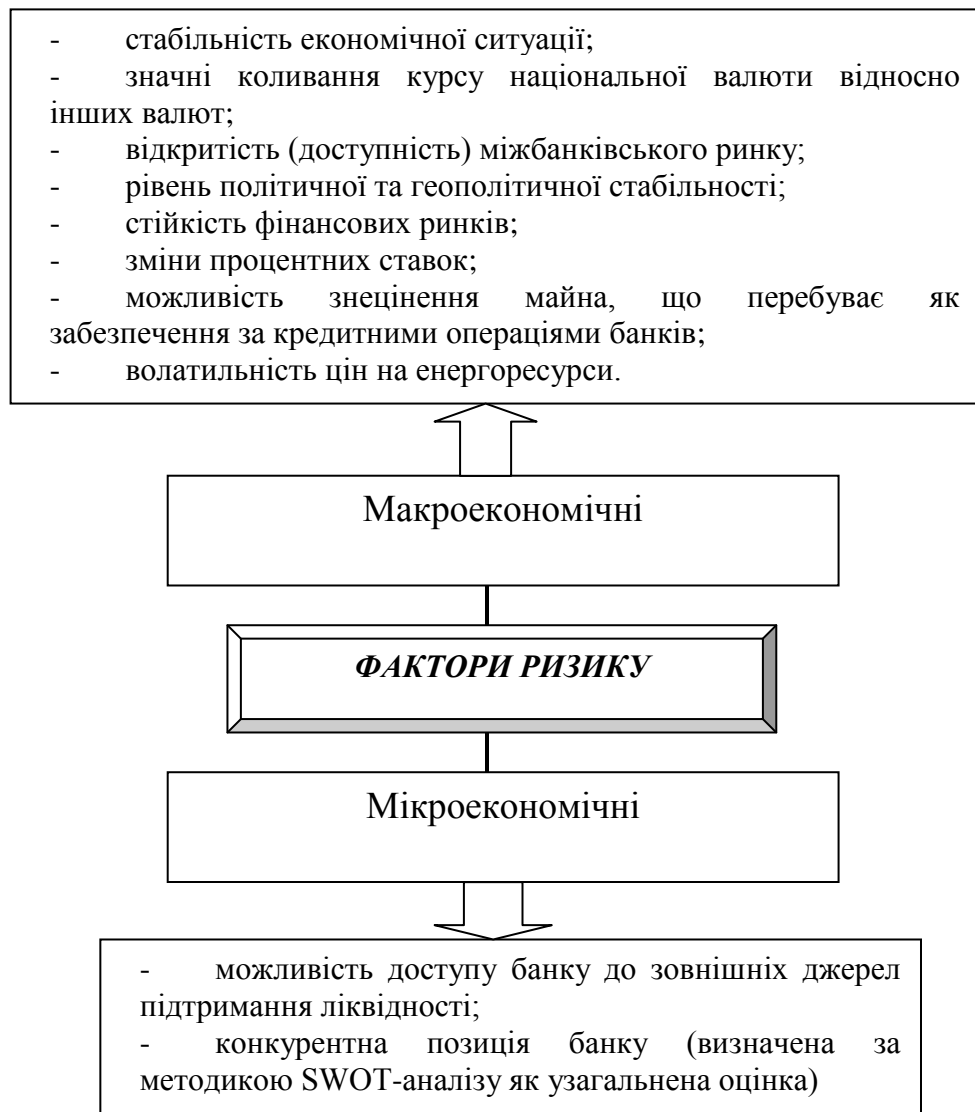 - стабільність економічної ситуації;
- значні коливання курсу національної валюти відносно
інших валют;
- відкритість (доступність) міжбанківського ринку;
- рівень політичної та геополітичної стабільності;
- стійкість фінансових ринків;
- зміни процентних ставок;
- можливість знецінення майна, що перебуває як
забезпечення за кредитними операціями банків;
- волатильність цін на енергоресурси.
Макроекономічні
ФАКТОРИ РИЗИКУ
Мікроекономічні
- можливість доступу банку до зовнішніх джерел
підтримання ліквідності;
- конкурентна позиція банку (визначена за
методикою SWOT-аналізу як узагальнена оцінка)